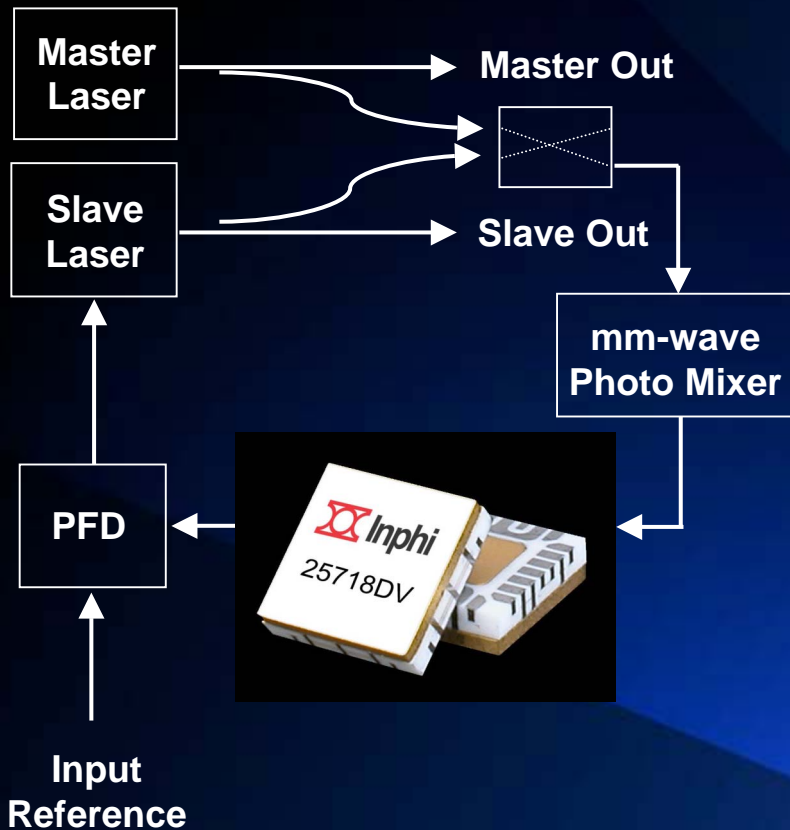 Master
Laser
Master Out
Slave
Laser
Slave Out
mm-wave
Photo Mixer
PFD
Inphi
25718DV
Input
Reference